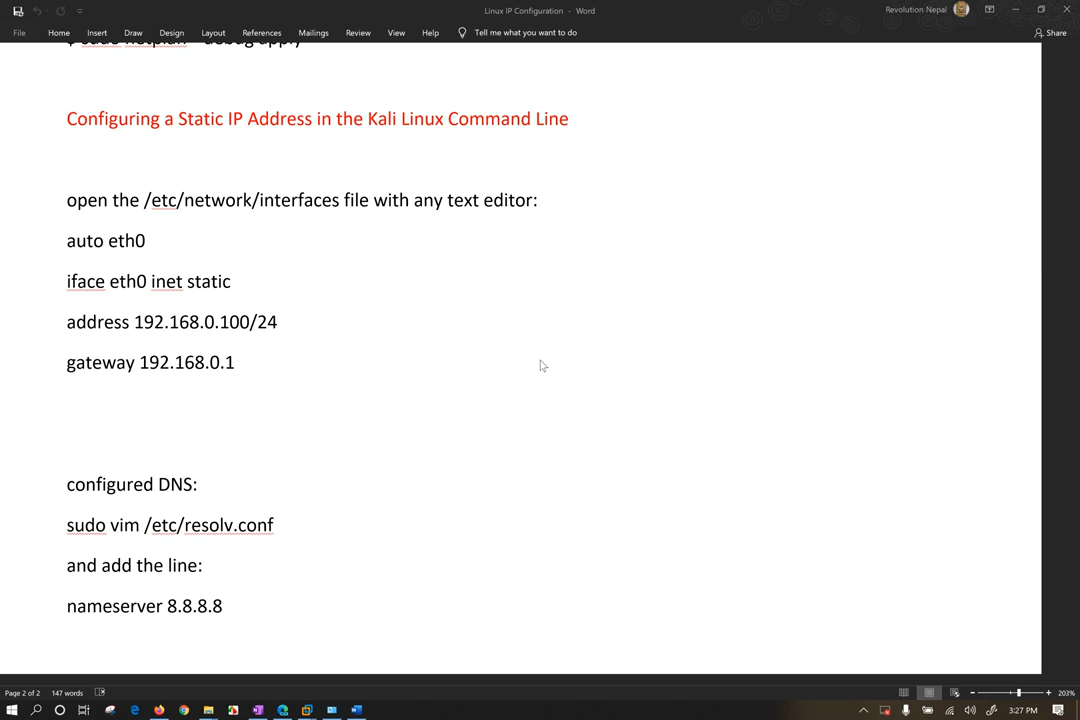 Linux IP Configuration - Word
Revolution Nepal
File Home Insert Draw Design Layout References Mailings Review View Help Tell me what you want to do
Share
$ sudo netplan --debug apply
Configuring a Static IP Address in the Kali Linux Command Line
open the /etc/network/interfaces file with any text editor:
auto eth0
iface eth0 inet static
address 192.168.0.100/24
gateway 192.168.0.1
configured DNS:
sudo vim /etc/resolv.conf
and add the line:
nameserver 8.8.8.8
Page 2 of 2 147 words
203%
3:27 PM